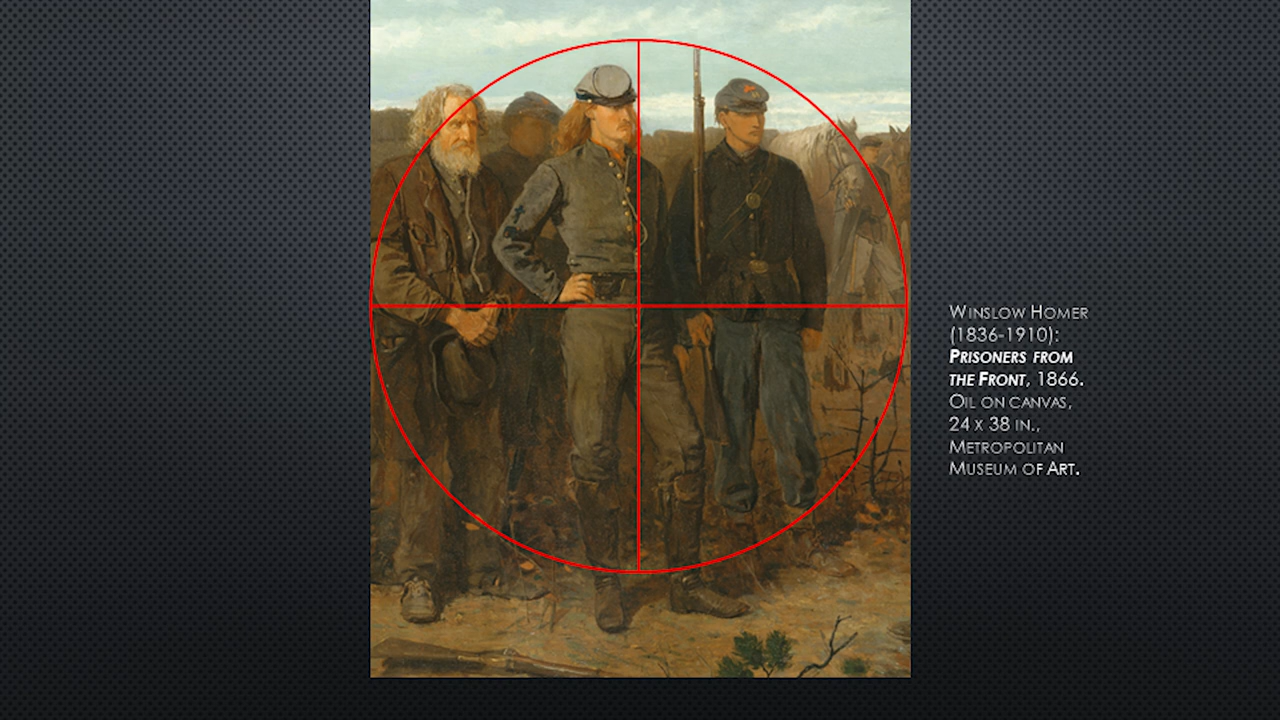 Winslow Homer
(1836-1910):
Prisoners from
the Front, 1866.
Oil on canvas,
24 x 38 in.,
Metropolitan
Museum of Art.